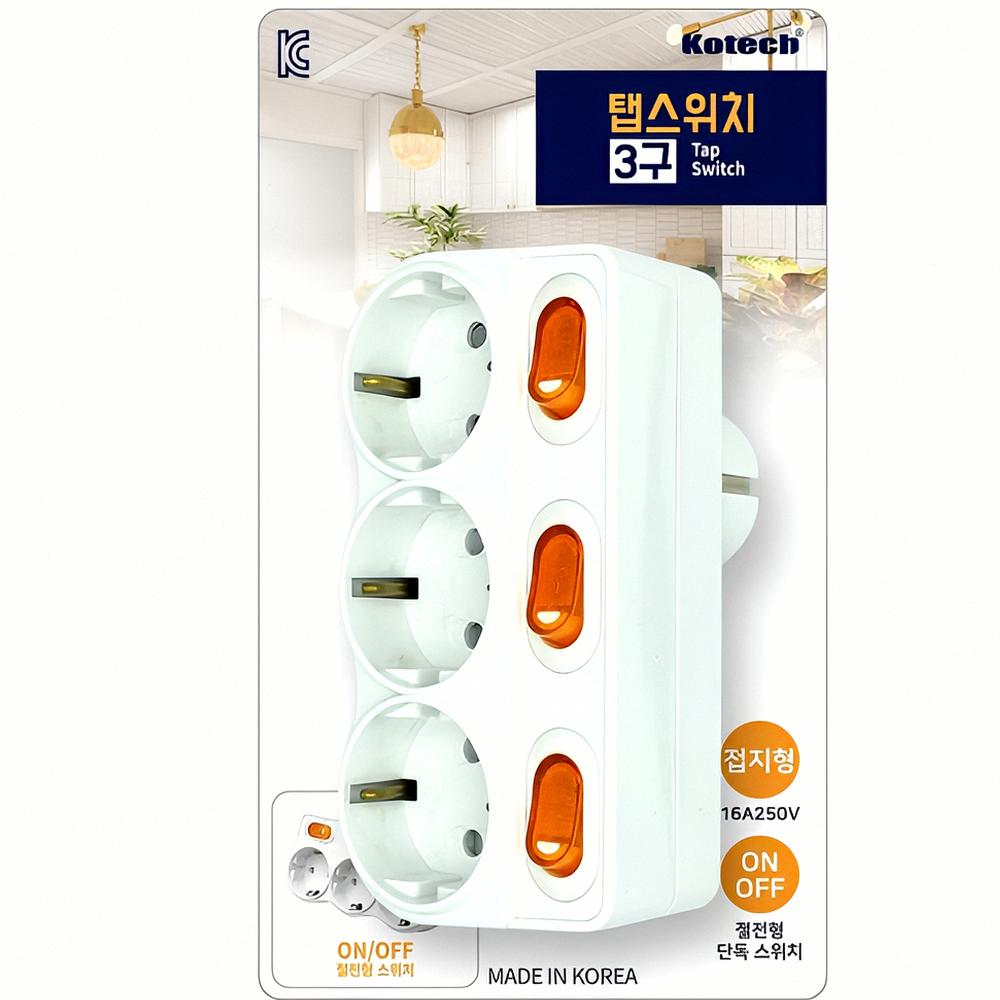 Kotech®
탭스위치
3구 Tap
Switch
접지형
16A250V
ON
OFF
절전형
단독 스위치
ON/OFF
절전형 스위치
MADE IN KOREA